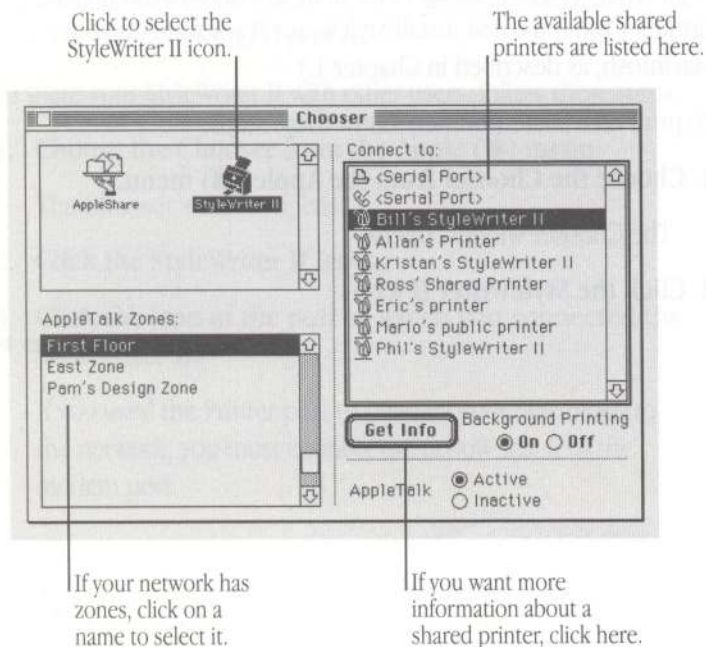 Click to select the
StyleWriter II icon.
The available shared
printers are listed here.
Chooser
AppleShare
StyleWriter II
Connect to:
<Serial Port>
<Serial Port>
Bill's StyleWriter II
Allan's Printer
Kristan's StyleWriter II
Ross' Shared Printer
Eric's printer
Mario's public printer
Phil's StyleWriter II
AppleTalk Zones:
First Floor
East Zone
Pam's Design Zone
Get Info
Background Printing
On Off
AppleTalk
Active
Inactive
If your network has
zones, click on a
name to select it.
If you want more
information about a
shared printer, click here.